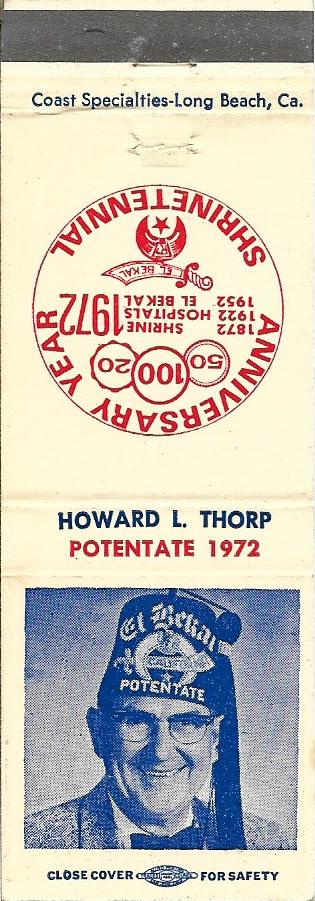 Coast Specialties-Long Beach, Ca.
SHRINETENNIAL
ANNIVERSARY YEAR
50
100
20
1872 SHRINE
1922 HOSPITALS
1952 EL BEKAL
1972
EL BEKAL
HOWARD L. THORP
POTENTATE 1972
El Bekal
CALIF.
POTENTATE
CLOSE COVER FOR SAFETY